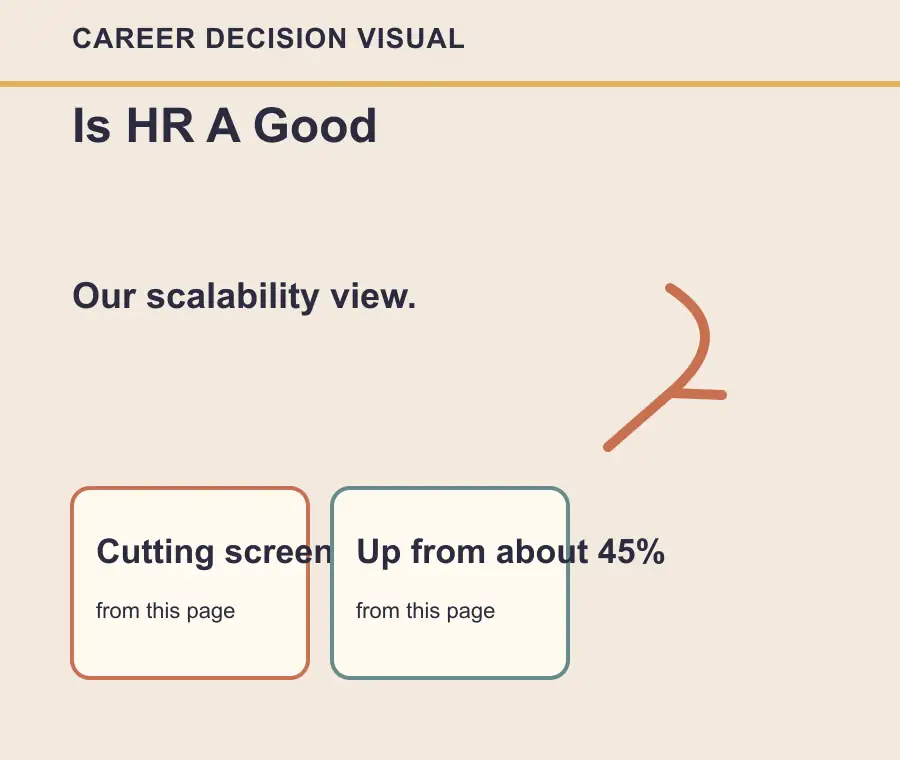 CAREER DECISION VISUAL
Is HR A Good
Our scalability view.
Cutting screen
from this page
Up from about 45%
from this page